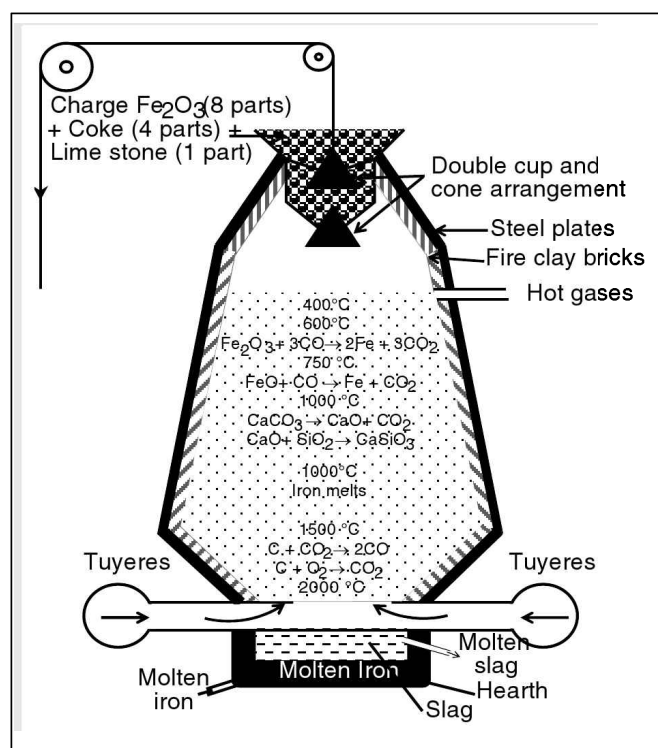 Charge Fe2O3 (8 parts)
+ Coke (4 parts) +
Lime stone (1 part)
Double cup and
cone arrangement
Steel plates
Fire clay bricks
Hot gases
400°C
600°C
Fe2O3 + 3CO → 2Fe + 3CO2
750 °C
FeO + CO → Fe + CO2
1000 °C
CaCO3 → CaO + CO2
CaO + SiO2 → CaSiO3
1000°C
Iron melts
1500 °C
C + CO2 → 2CO
C + O2 → CO2
2000 °C
Tuyeres
Tuyeres
Molten
slag
Molten Iron
Molten
iron
Hearth
Slag